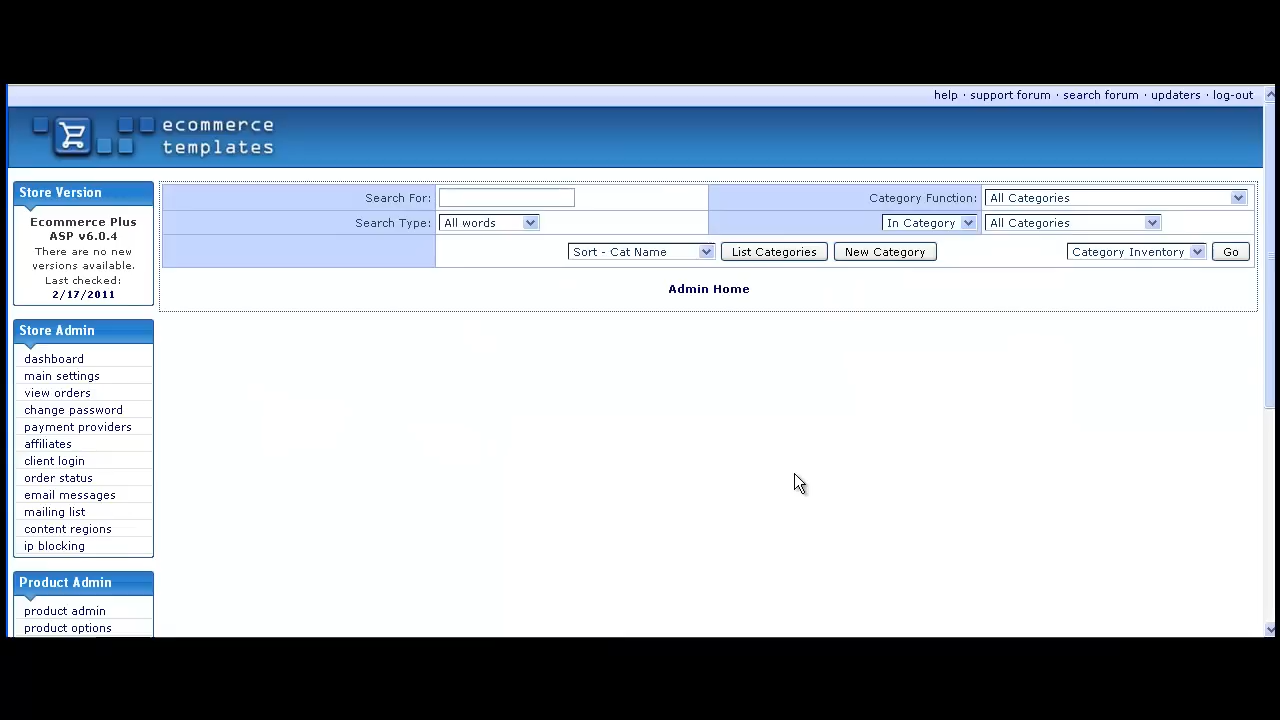 help · support forum · search forum · updaters · log-out
ecommerce
templates
Store Version
Ecommerce Plus
ASP v6.0.4
There are no new
versions available.
Last checked:
2/17/2011
Search For:
Category Function: All Categories
Search Type: All words
In Category All Categories
Sort - Cat Name List Categories New Category Category Inventory Go
Admin Home
Store Admin
dashboard
main settings
view orders
change password
payment providers
affiliates
client login
order status
email messages
mailing list
content regions
ip blocking
Product Admin
product admin
product options